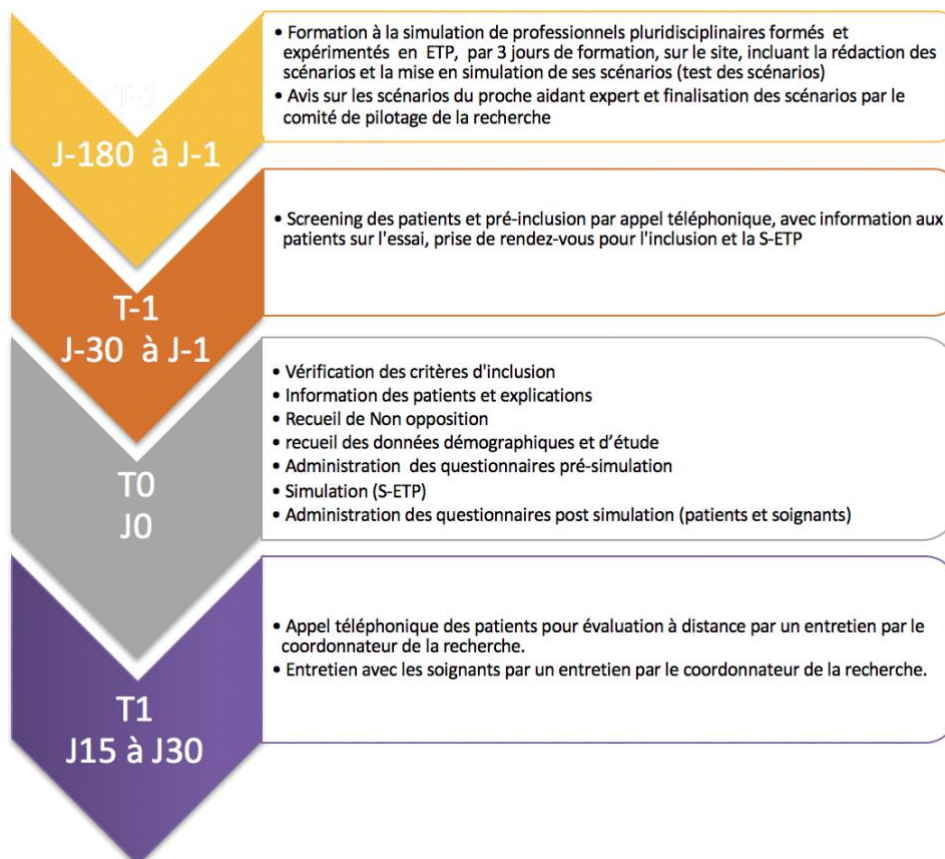 T-1
J-180 à J-1
• Formation à la simulation de professionnels pluridisciplinaires formés et
expérimentés en ETP, par 3 jours de formation, sur le site, incluant la rédaction des
scénarios et la mise en simulation de ses scénarios (test des scénarios)
• Avis sur les scénarios du proche aidant expert et finalisation des scénarios par le
comité de pilotage de la recherche
T-1
J-30 à J-1
• Screening des patients et pré-inclusion par appel téléphonique, avec information aux
patients sur l'essai, prise de rendez-vous pour l'inclusion et la S-ETP
T0
J0
• Vérification des critères d'inclusion
• Information des patients et explications
• Recueil de Non opposition
• recueil des données démographiques et d’étude
• Administration des questionnaires pré-simulation
• Simulation (S-ETP)
• Administration des questionnaires post simulation (patients et soignants)
T1
J15 à J30
• Appel téléphonique des patients pour évaluation à distance par un entretien par le
coordonnateur de la recherche.
• Entretien avec les soignants par un entretien par le coordonnateur de la recherche.